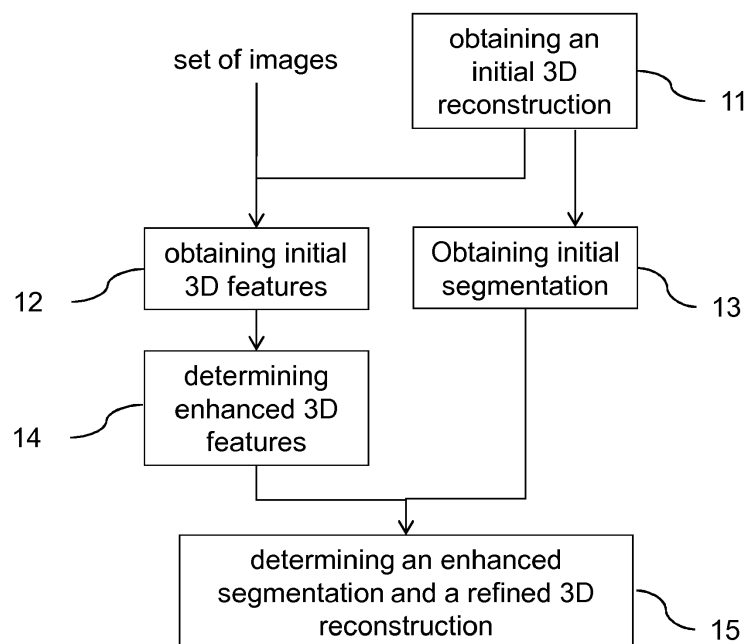 set of images
obtaining an
initial 3D
reconstruction
11
obtaining initial
3D features
12
Obtaining initial
segmentation
13
determining
enhanced 3D
features
14
determining an enhanced
segmentation and a refined 3D
reconstruction
15